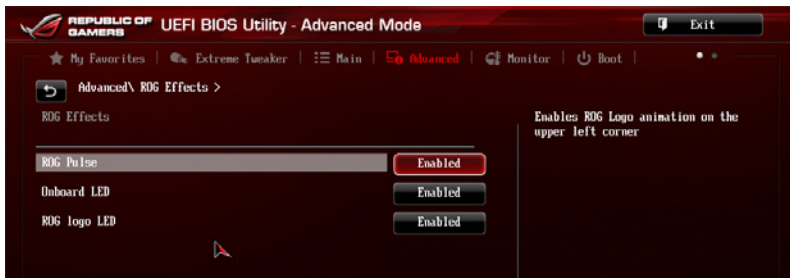 REPUBLIC OF GAMERS UEFI BIOS Utility - Advanced Mode Exit
My Favorites | Extreme Tweaker | Main | Advanced | Monitor | Boot |
Advanced\ ROG Effects >
ROG Effects
Enables ROG Logo animation on the
upper left corner
ROG Pulse Enabled
Onboard LED Enabled
ROG logo LED Enabled